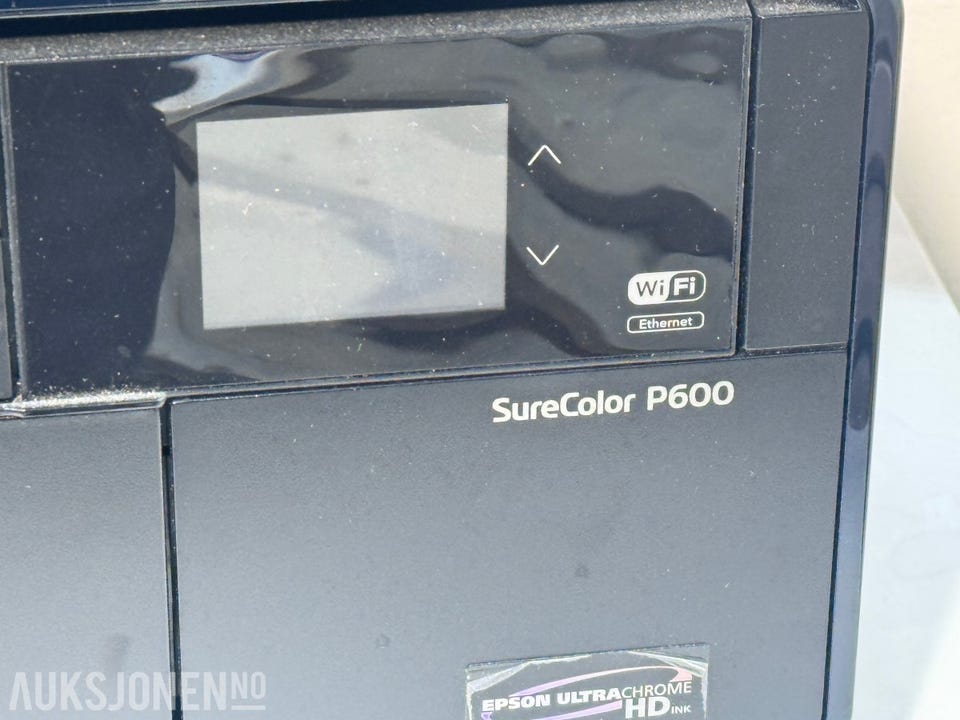 WiFi
Ethernet
SureColor P600
EPSON ULTRACHROME
HD INK
AUKSJONEN NO